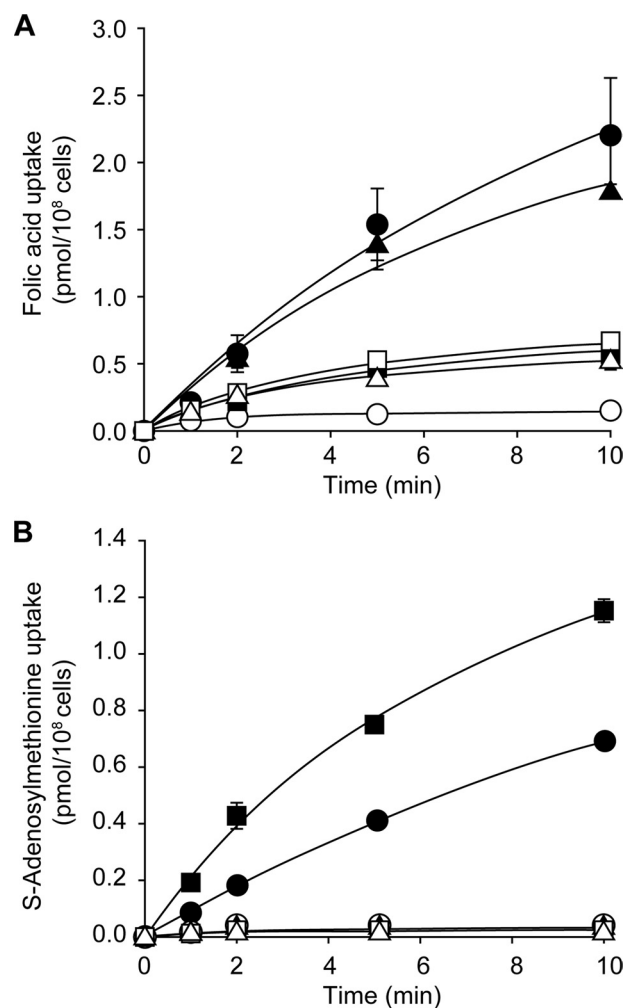 A
3.0
2.5
2.0
1.5
1.0
0.5
0.0
Folic acid uptake
(pmol/10⁸ cells)
0 2 4 6 8 10
Time (min)
B
1.4
1.2
1.0
0.8
0.6
0.4
0.2
0.0
S-Adenosylmethionine uptake
(pmol/10⁸ cells)
0 2 4 6 8 10
Time (min)